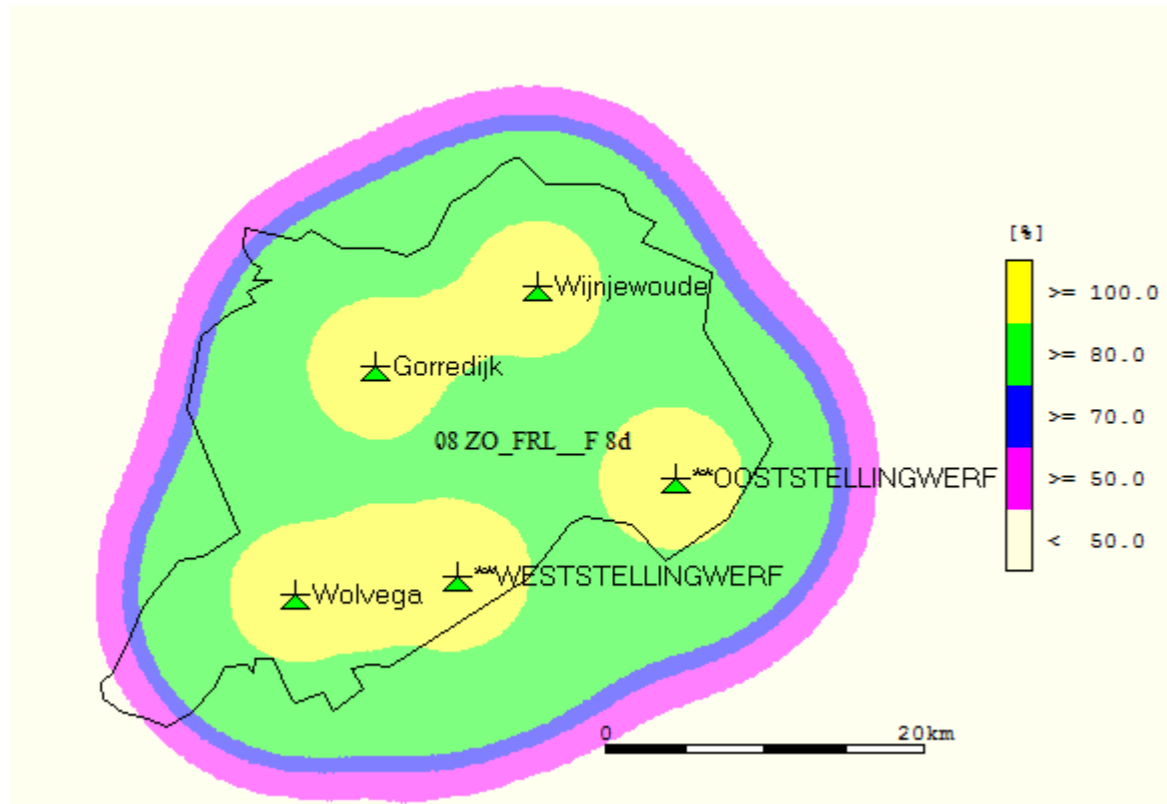 [%]
>= 100.0
Wijnjewoude
>= 80.0
Gorredijk
>= 70.0
08 ZO_FRL__F 8d
**OOSTSTELLINGWERF
>= 50.0
< 50.0
**WESTSTELLINGWERF
Wolvega
0 20km